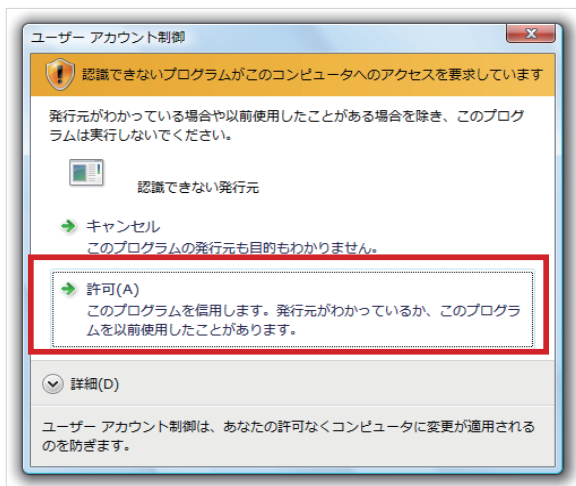 ユーザー アカウント制御
認識できないプログラムがこのコンピュータへのアクセスを要求しています
発行元がわかっている場合や以前使用したことがある場合を除き、このプログ
ラムは実行しないでください。
認識できない発行元
キャンセル
このプログラムの発行元も目的もわかりません。
許可(A)
このプログラムを信用します。発行元がわかっているか、このプログラ
ムを以前使用したことがあります。
詳細(D)
ユーザー アカウント制御は、あなたの許可なくコンピュータに変更が適用される
のを防ぎます。